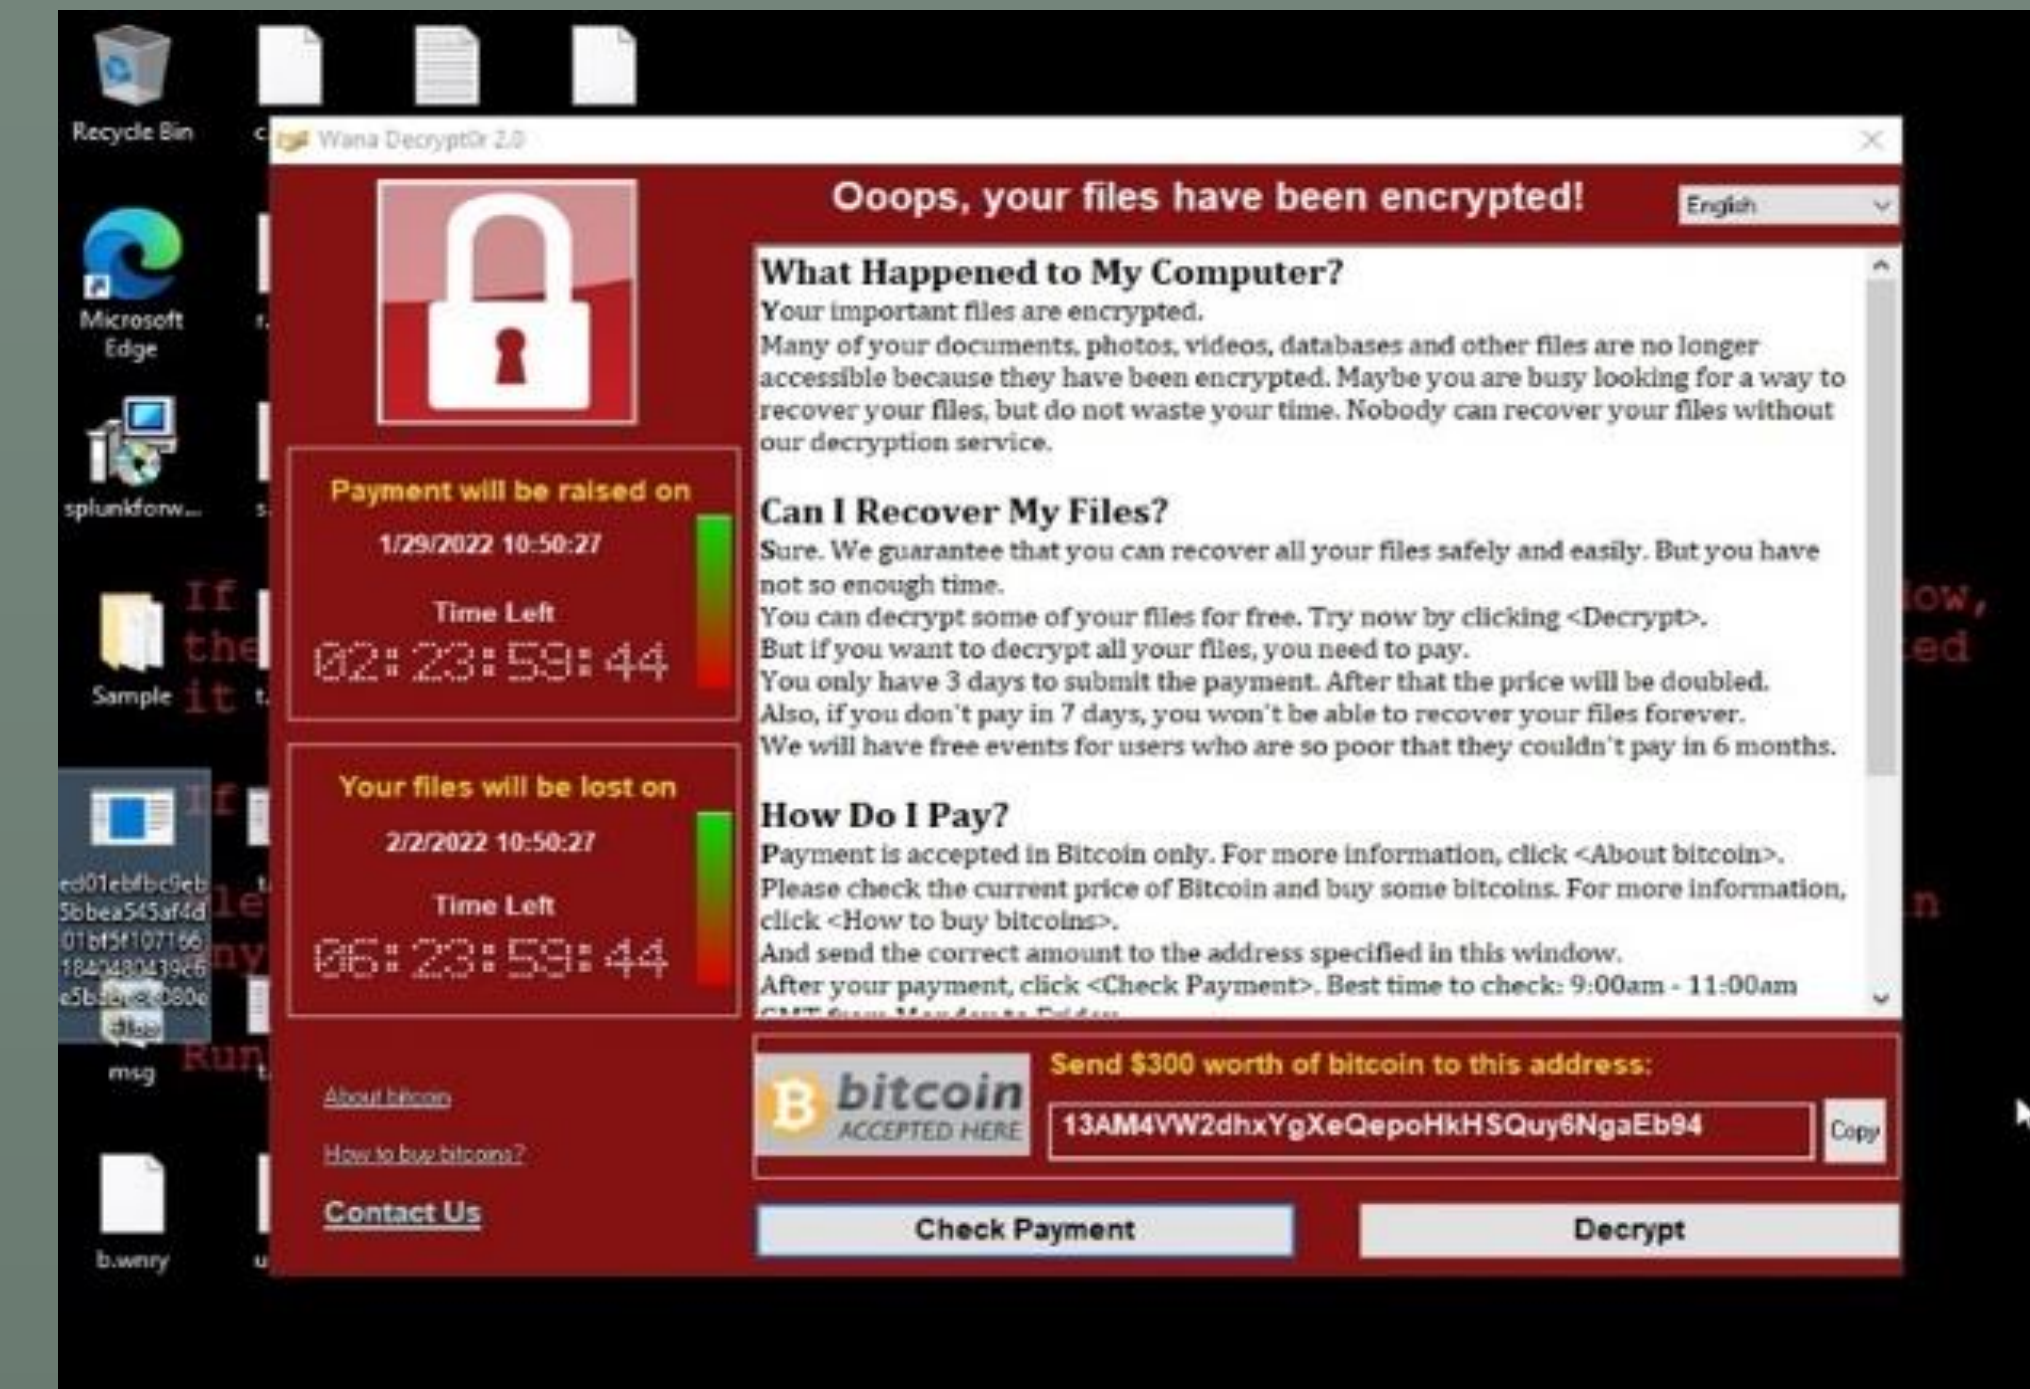 Recycle Bin
Microsoft
Edge
splunkforw...
Sample
msg
b.wnry
If
the
it
If
Run
ow,
ed
n
Wana Decrypt0r 2.0
Ooops, your files have been encrypted!
English
Payment will be raised on
1/29/2022 10:50:27
Time Left
02:23:59:44
Your files will be lost on
2/2/2022 10:50:27
Time Left
06:23:59:44
About bitcoin
How to buy bitcoins?
Contact Us
What Happened to My Computer?
Your important files are encrypted.
Many of your documents, photos, videos, databases and other files are no longer
accessible because they have been encrypted. Maybe you are busy looking for a way to
recover your files, but do not waste your time. Nobody can recover your files without
our decryption service.
Can I Recover My Files?
Sure. We guarantee that you can recover all your files safely and easily. But you have
not so enough time.
You can decrypt some of your files for free. Try now by clicking <Decrypt>.
But if you want to decrypt all your files, you need to pay.
You only have 3 days to submit the payment. After that the price will be doubled.
Also, if you don't pay in 7 days, you won't be able to recover your files forever.
We will have free events for users who are so poor that they couldn't pay in 6 months.
How Do I Pay?
Payment is accepted in Bitcoin only. For more information, click <About bitcoin>.
Please check the current price of Bitcoin and buy some bitcoins. For more information,
click <How to buy bitcoins>.
And send the correct amount to the address specified in this window.
After your payment, click <Check Payment>. Best time to check: 9:00am - 11:00am
GMT from Monday to Friday.
bitcoin
ACCEPTED HERE
Send $300 worth of bitcoin to this address:
13AM4VW2dhxYgXeQepoHkHSQuy6NgaEb94
Copy
Check Payment
Decrypt